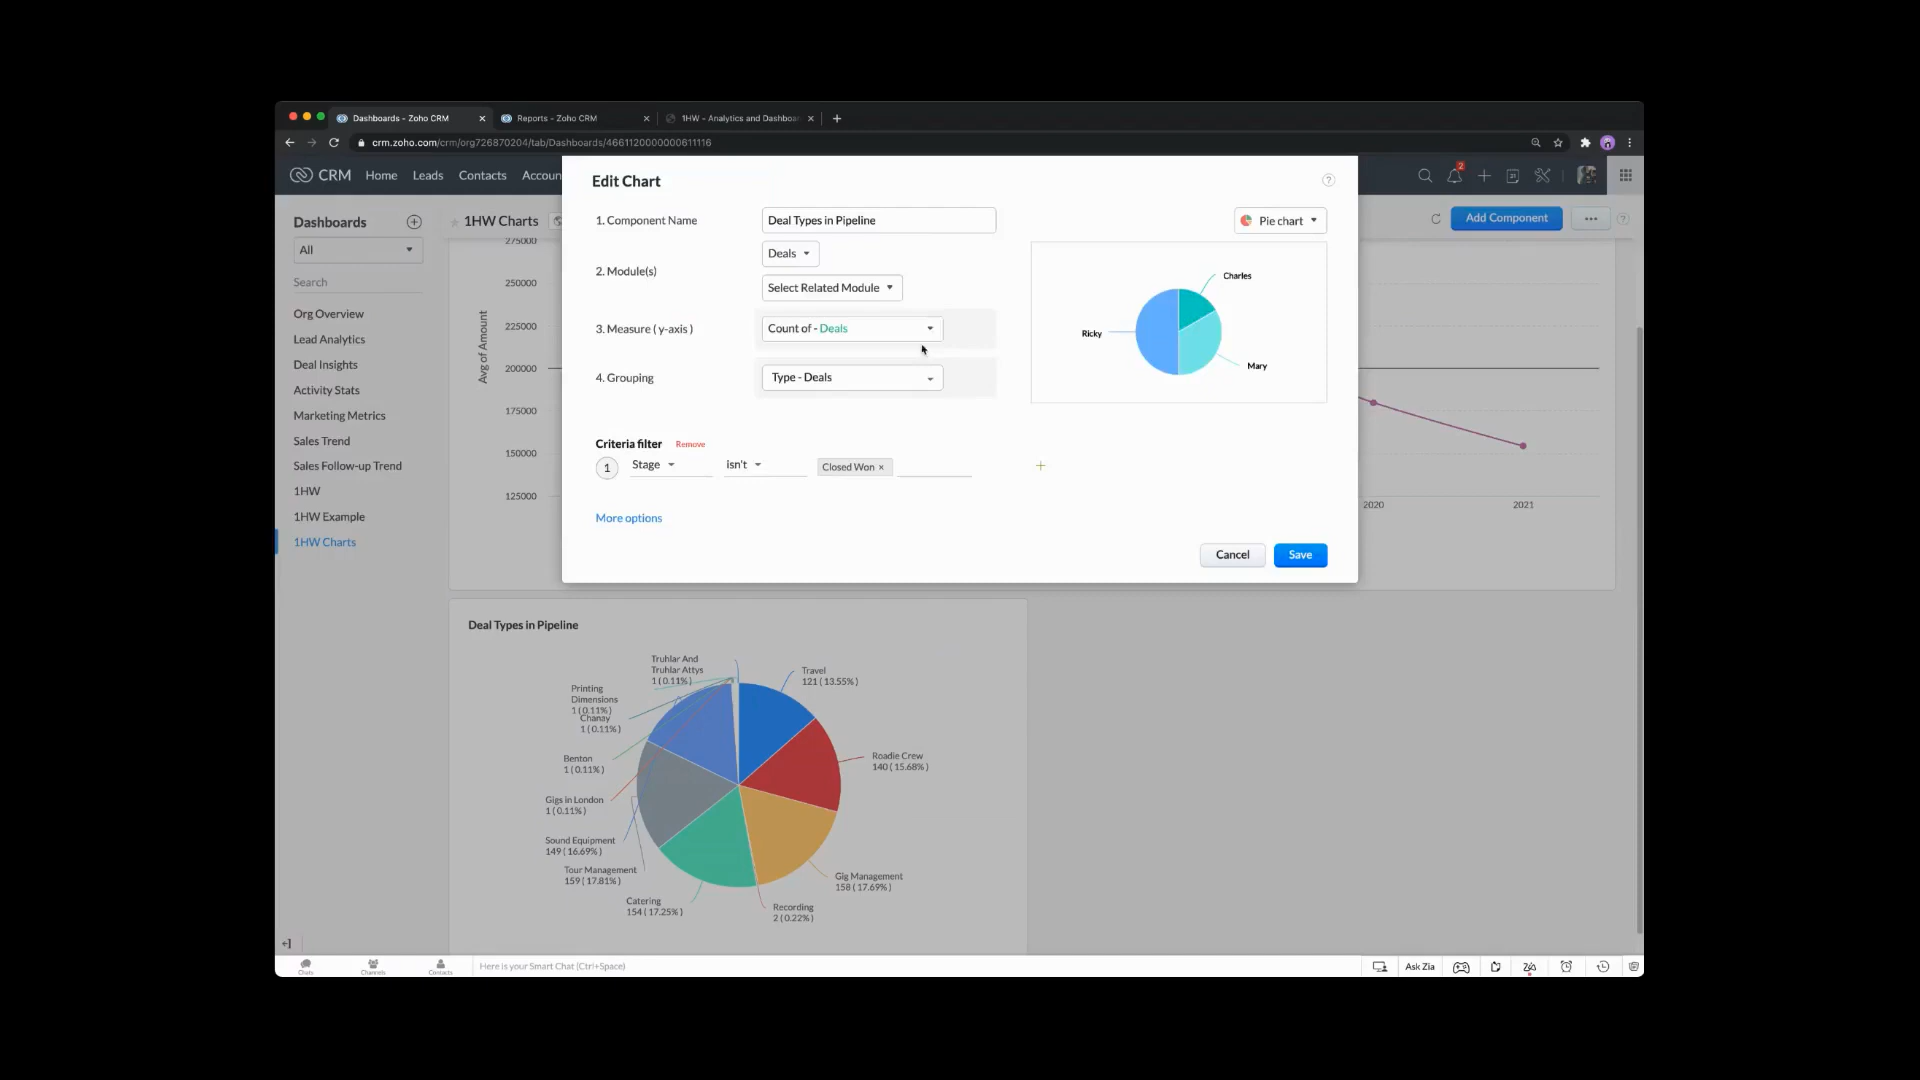 Dashboards - Zoho CRM
Reports - Zoho CRM
1HW - Analytics and Dashboar
crm.zoho.com/crm/org726870204/tab/Dashboards/4661120000000611116
CRM Home Leads Contacts Accoun
2
Dashboards
All
Search
Org Overview
Lead Analytics
Deal Insights
Activity Stats
Marketing Metrics
Sales Trend
Sales Follow-up Trend
1HW
1HW Example
1HW Charts
1HW Charts
Add Component
Edit Chart
1. Component Name
Deal Types in Pipeline
Pie chart
2. Module(s)
Deals
Select Related Module
3. Measure ( y-axis )
Count of - Deals
4. Grouping
Type - Deals
Charles
Ricky
Mary
Criteria filter Remove
1 Stage isn't Closed Won ×
More options
Cancel Save
Avg of Amount
275000
250000
225000
200000
175000
150000
125000
2020
2021
Deal Types in Pipeline
Truhlar And
Truhlar Attys
1 ( 0.11% )
Travel
121 ( 13.55% )
Printing
Dimensions
1 ( 0.11% )
Chanay
1 ( 0.11% )
Roadie Crew
140 ( 15.68% )
Benton
1 ( 0.11% )
Gigs in London
1 ( 0.11% )
Sound Equipment
149 ( 16.69% )
Tour Management
159 ( 17.81% )
Gig Management
158 ( 17.69% )
Catering
154 ( 17.25% )
Recording
2 ( 0.22% )
Chats
Channels
Contacts
Here is your Smart Chat (Ctrl+Space)
Ask Zia